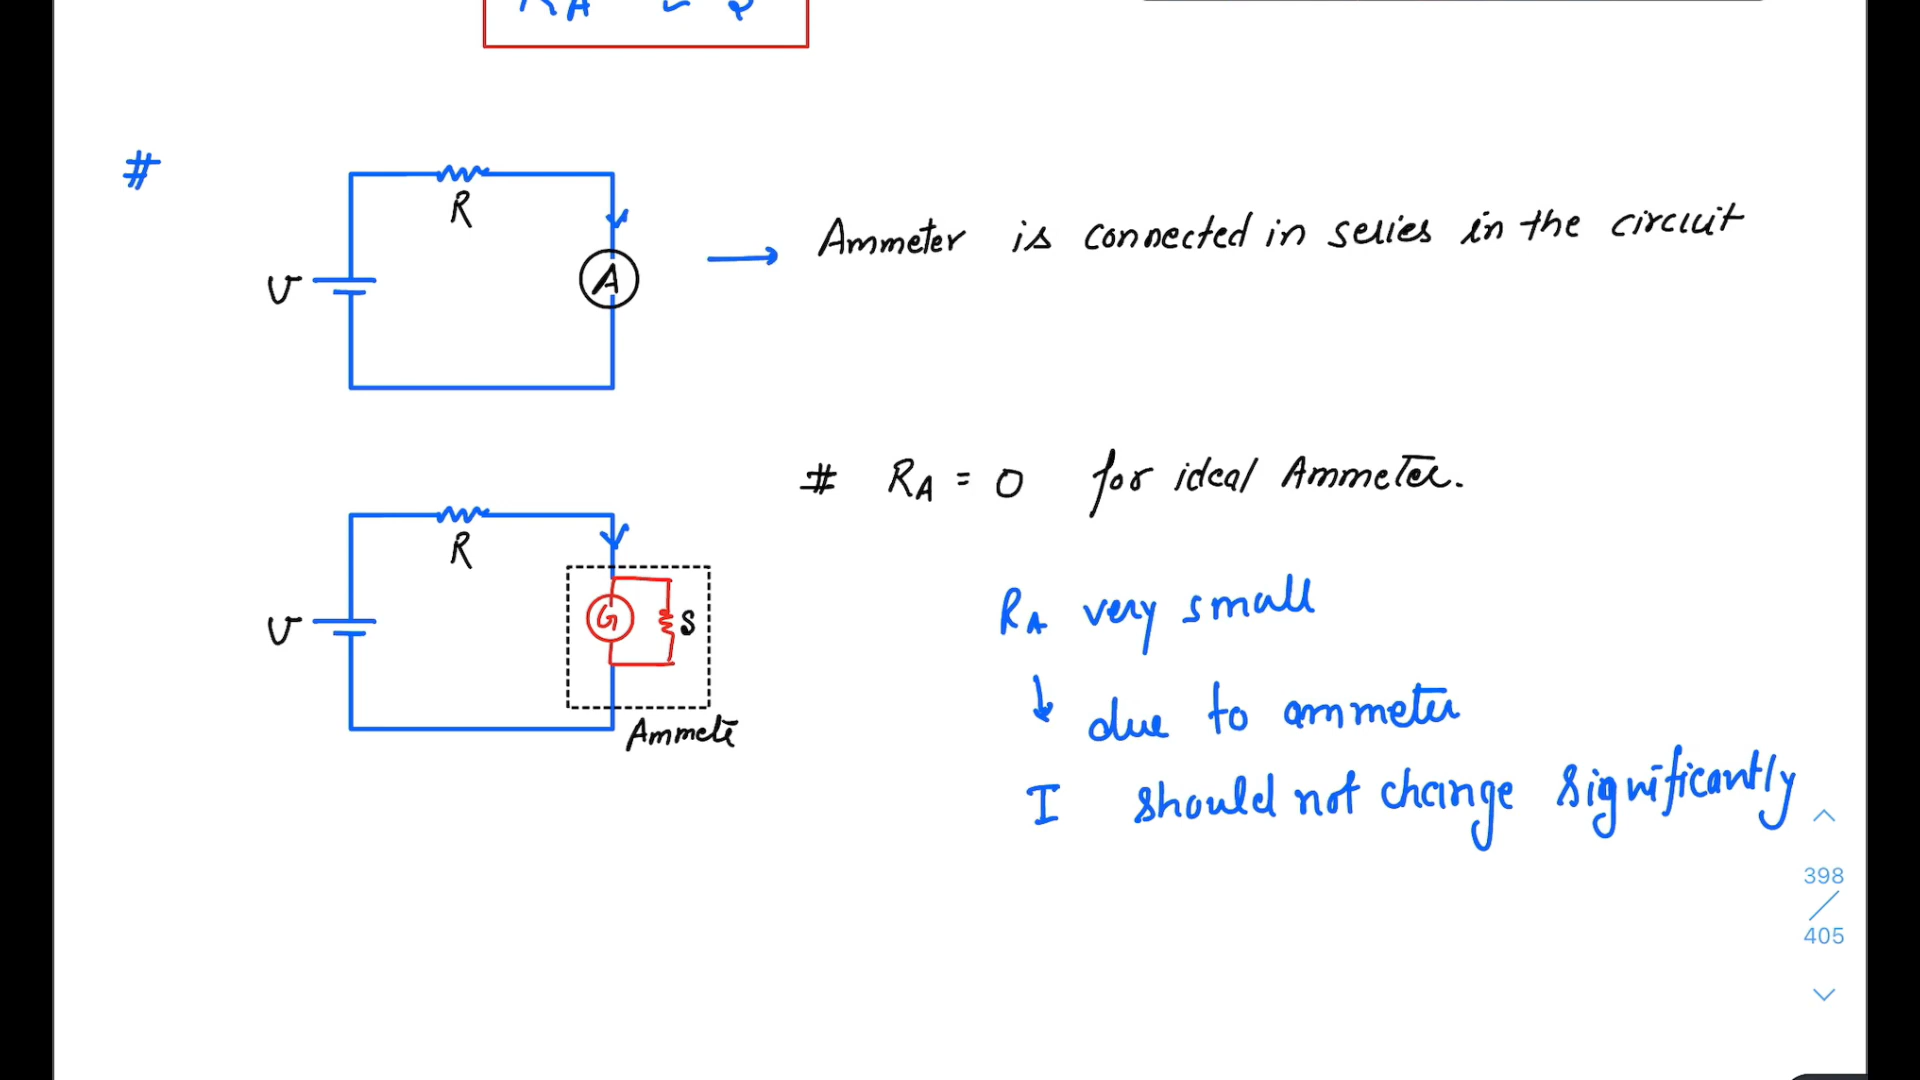 #
R
V
A
→ Ammeter is connected in series in the circuit
# R_A = 0 for ideal Ammeter.
R
V
G
S
Ammete
R_A very small
↓ due to ammeter
I should not change significantly
398
/
405